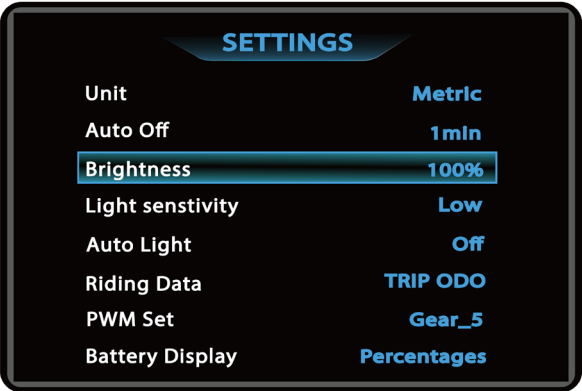 SETTINGS
Unit Metric
Auto Off 1min
Brightness 100%
Light senstivity Low
Auto Light Off
Riding Data TRIP ODO
PWM Set Gear_5
Battery Display Percentages